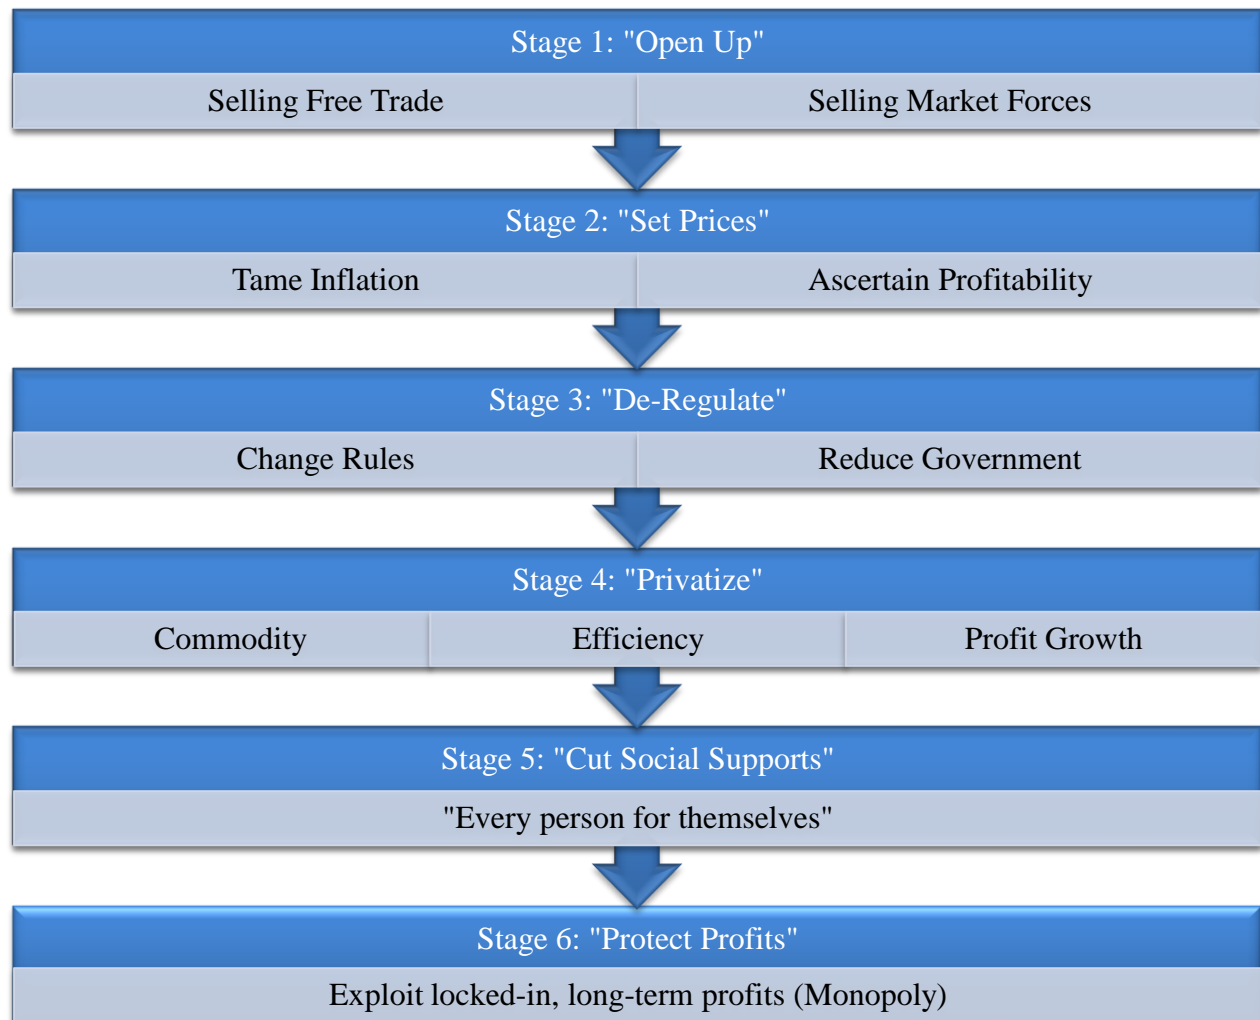 Stage 1: "Open Up"
Selling Free Trade
Selling Market Forces
Stage 2: "Set Prices"
Tame Inflation
Ascertain Profitability
Stage 3: "De-Regulate"
Change Rules
Reduce Government
Stage 4: "Privatize"
Commodity
Efficiency
Profit Growth
Stage 5: "Cut Social Supports"
"Every person for themselves"
Stage 6: "Protect Profits"
Exploit locked-in, long-term profits (Monopoly)